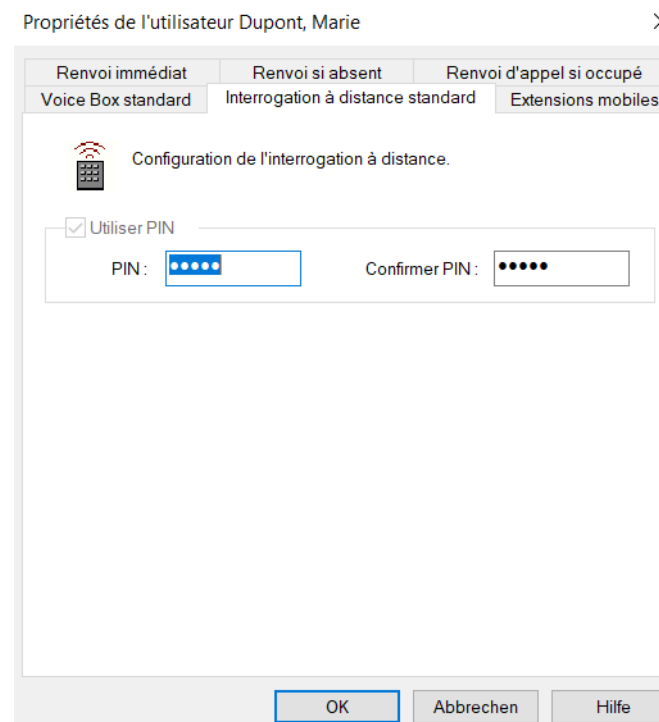 Propriétés de l'utilisateur Dupont, Marie
Renvoi immédiat Renvoi si absent Renvoi d'appel si occupé
Voice Box standard Interrogation à distance standard Extensions mobiles
Configuration de l'interrogation à distance.
Utiliser PIN
PIN : ••••• Confirmer PIN : •••••
OK Abbrechen Hilfe